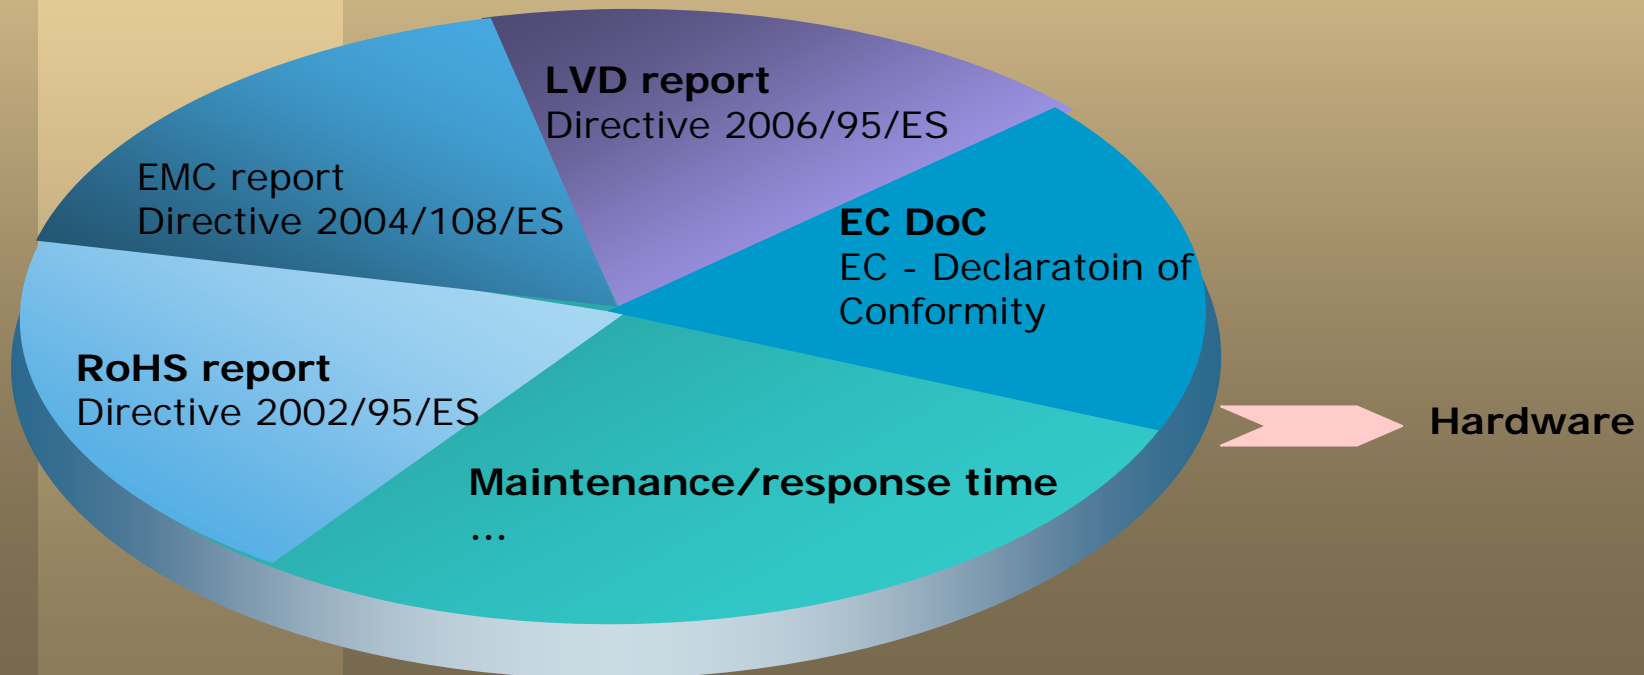 LVD report
Directive 2006/95/ES
EMC report
Directive 2004/108/ES
EC DoC
EC - Declaratoin of
Conformity
RoHS report
Directive 2002/95/ES
Maintenance/response time
...
Hardware